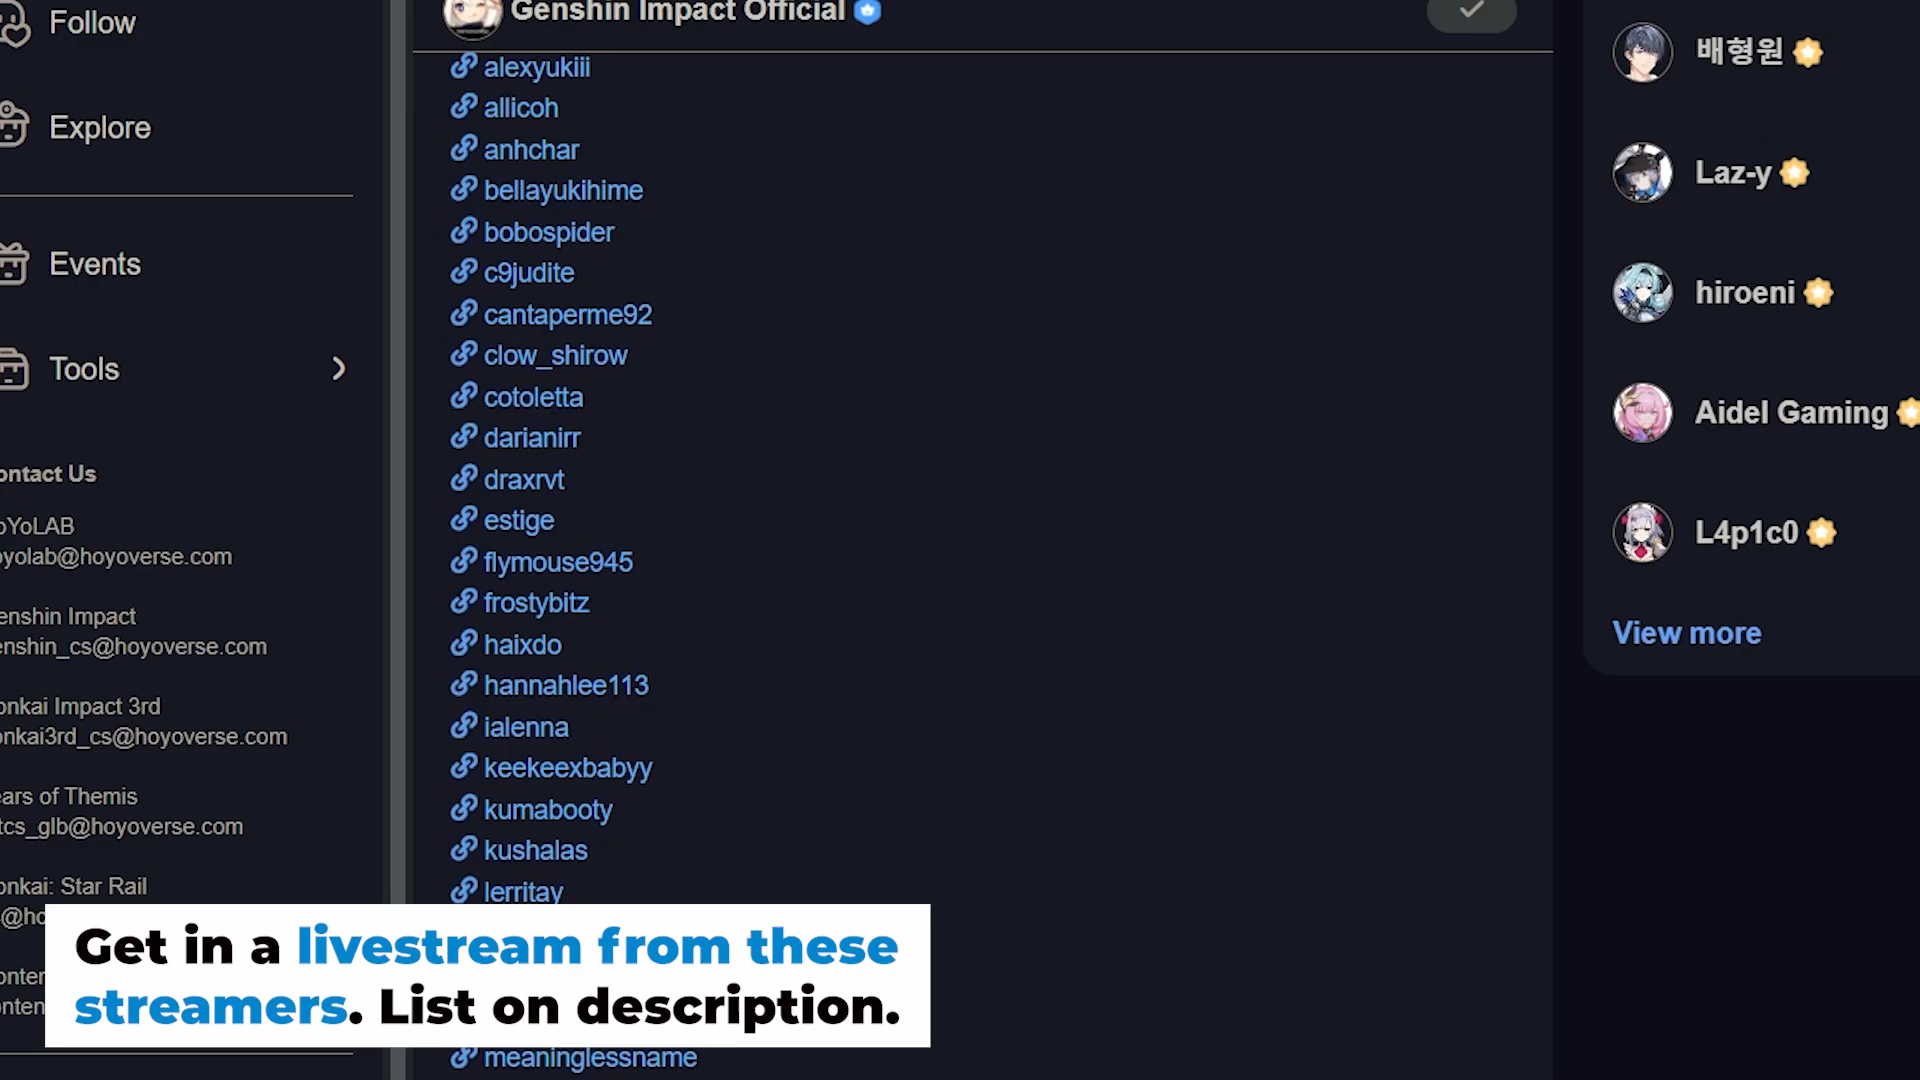 Follow
Explore
Events
Tools
ontact Us
oYoLAB
oyolab@hoyoverse.com
enshin Impact
enshin_cs@hoyoverse.com
onkai Impact 3rd
onkai3rd_cs@hoyoverse.com
ears of Themis
tcs_glb@hoyoverse.com
onkai: Star Rail
@ho
onten
onten
Genshin Impact Official
alexyukiii
allicoh
anhchar
bellayukihime
bobospider
c9judite
cantaperme92
clow_shirow
cotoletta
darianirr
draxrvt
estige
flymouse945
frostybitz
haixdo
hannahlee113
ialenna
keekeexbabyy
kumabooty
kushalas
lerritay
meaninglessname
Get in a livestream from these
streamers. List on description.
배형원
Laz-y
hiroeni
Aidel Gaming
L4p1c0
View more